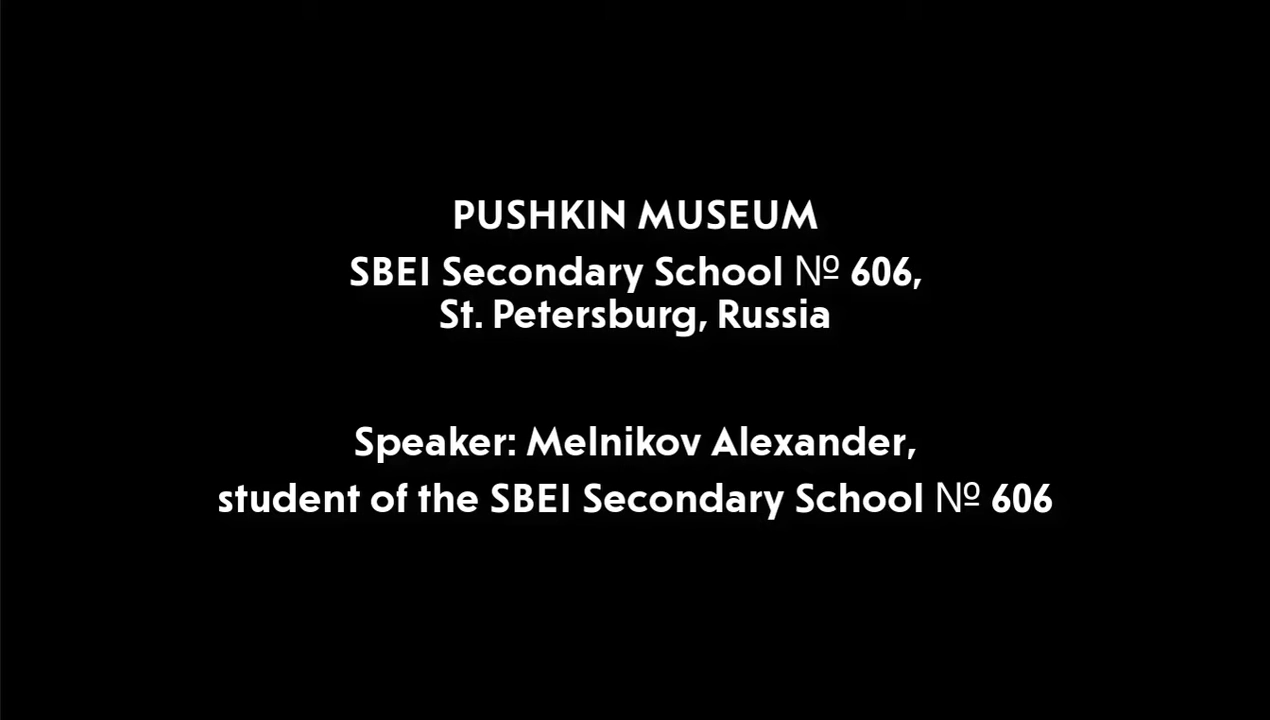 PUSHKIN MUSEUM
SBEI Secondary School № 606,
St. Petersburg, Russia
Speaker: Melnikov Alexander,
student of the SBEI Secondary School № 606